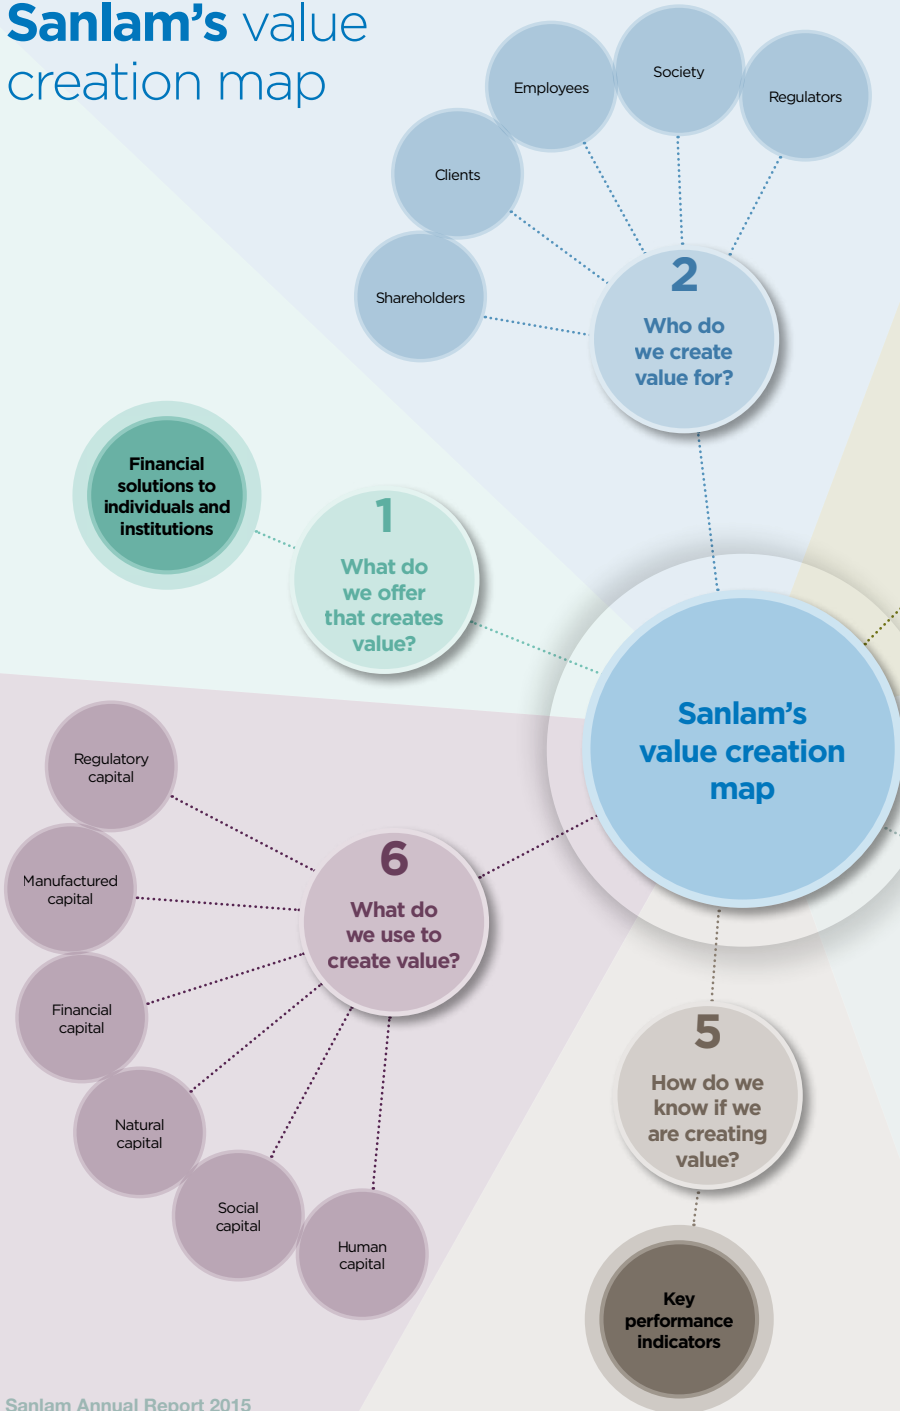 Sanlam's value
creation map
Society
Employees
Regulators
Clients
Shareholders
2
Who do
we create
value for?
Financial
solutions to
individuals and
institutions
1
What do
we offer
that creates
value?
Sanlam's
value creation
map
Regulatory
capital
Manufactured
capital
Financial
capital
Natural
capital
Social
capital
Human
capital
6
What do
we use to
create value?
5
How do we
know if we
are creating
value?
Key
performance
indicators
Sanlam Annual Report 2015